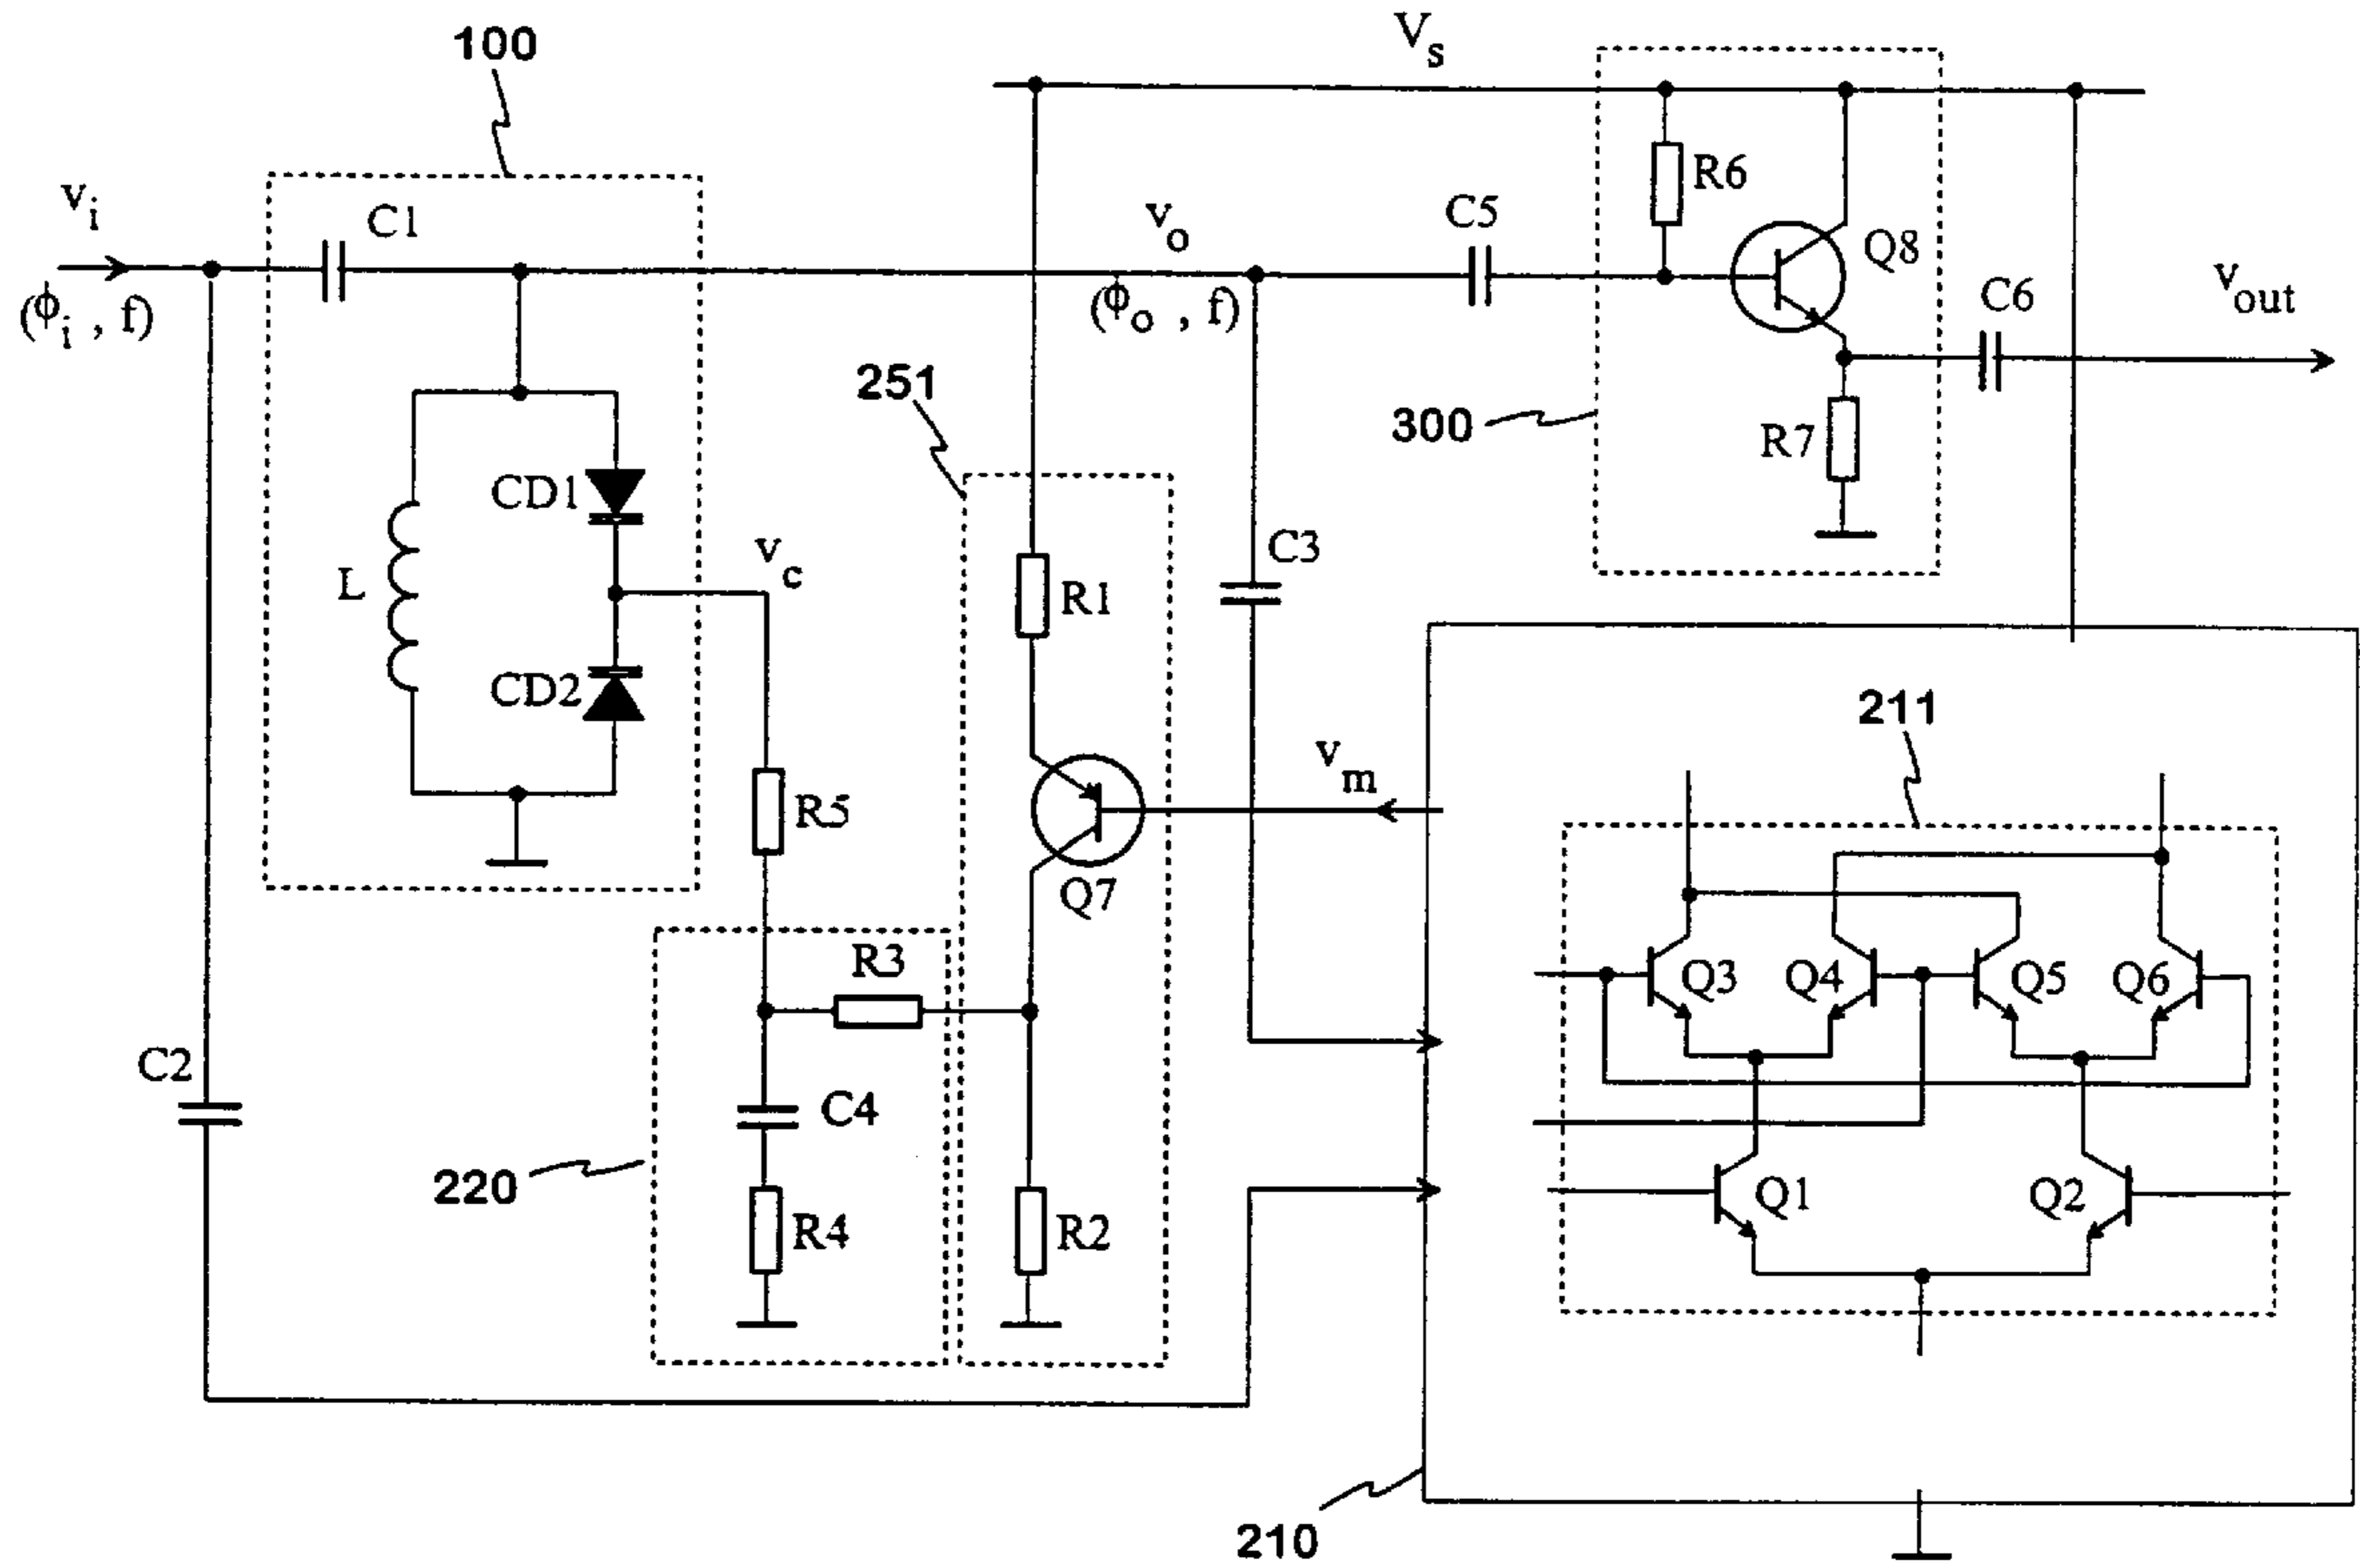 100
V_s
v_i
C1
(ϕ_i , f)
v_o
(ϕ_o , f)
C5
R6
Q8
C6
v_out
251
300
R7
CD1
v_c
C3
L
R1
CD2
211
v_m
R5
Q7
R3
Q3
Q4
Q5
Q6
C2
C4
220
R4
R2
Q1
Q2
210